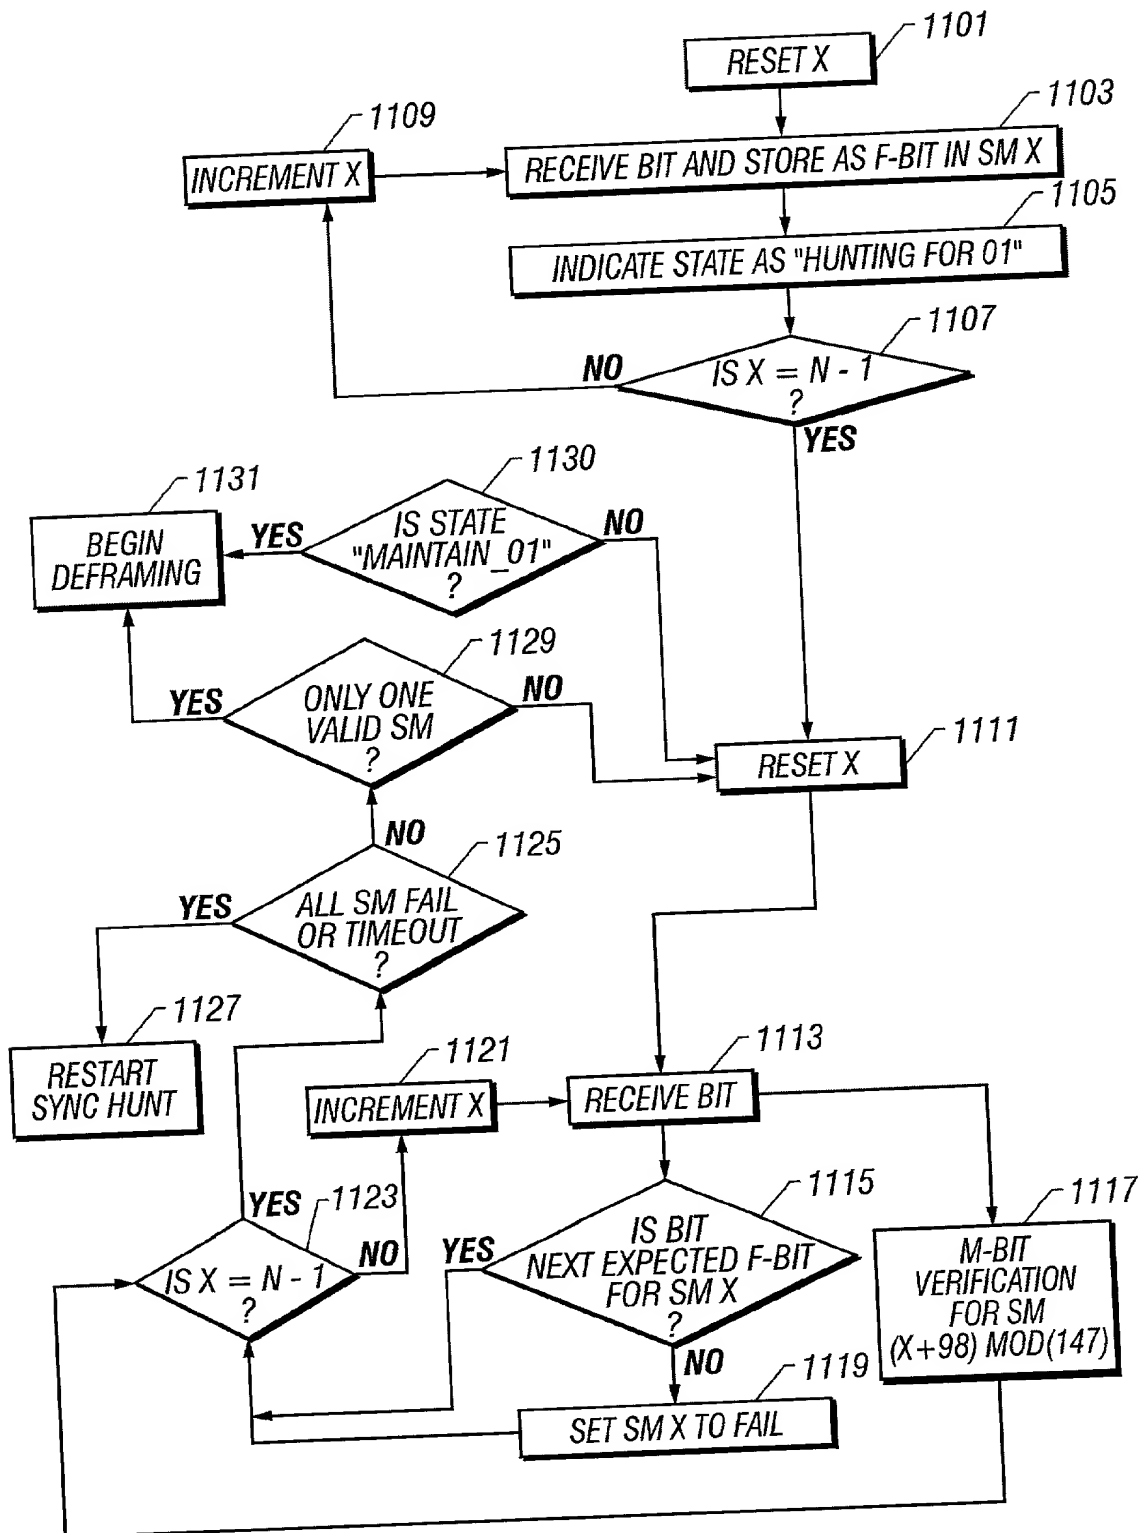 1101
RESET X
1103
1109
INCREMENT X
RECEIVE BIT AND STORE AS F-BIT IN SM X
1105
INDICATE STATE AS "HUNTING FOR 01"
1107
NO
IS X = N - 1
?
YES
1130
1131
IS STATE
"MAINTAIN_01"
?
YES
NO
BEGIN
DEFRAMING
1129
ONLY ONE
VALID SM
?
YES
NO
1111
RESET X
NO
1125
YES
ALL SM FAIL
OR TIMEOUT
?
1127
RESTART
SYNC HUNT
1121
INCREMENT X
1113
RECEIVE BIT
1115
1117
YES
1123
IS X = N - 1
?
NO
YES
IS BIT
NEXT EXPECTED F-BIT
FOR SM X
?
M-BIT
VERIFICATION
FOR SM
(X+98) MOD(147)
NO
1119
SET SM X TO FAIL